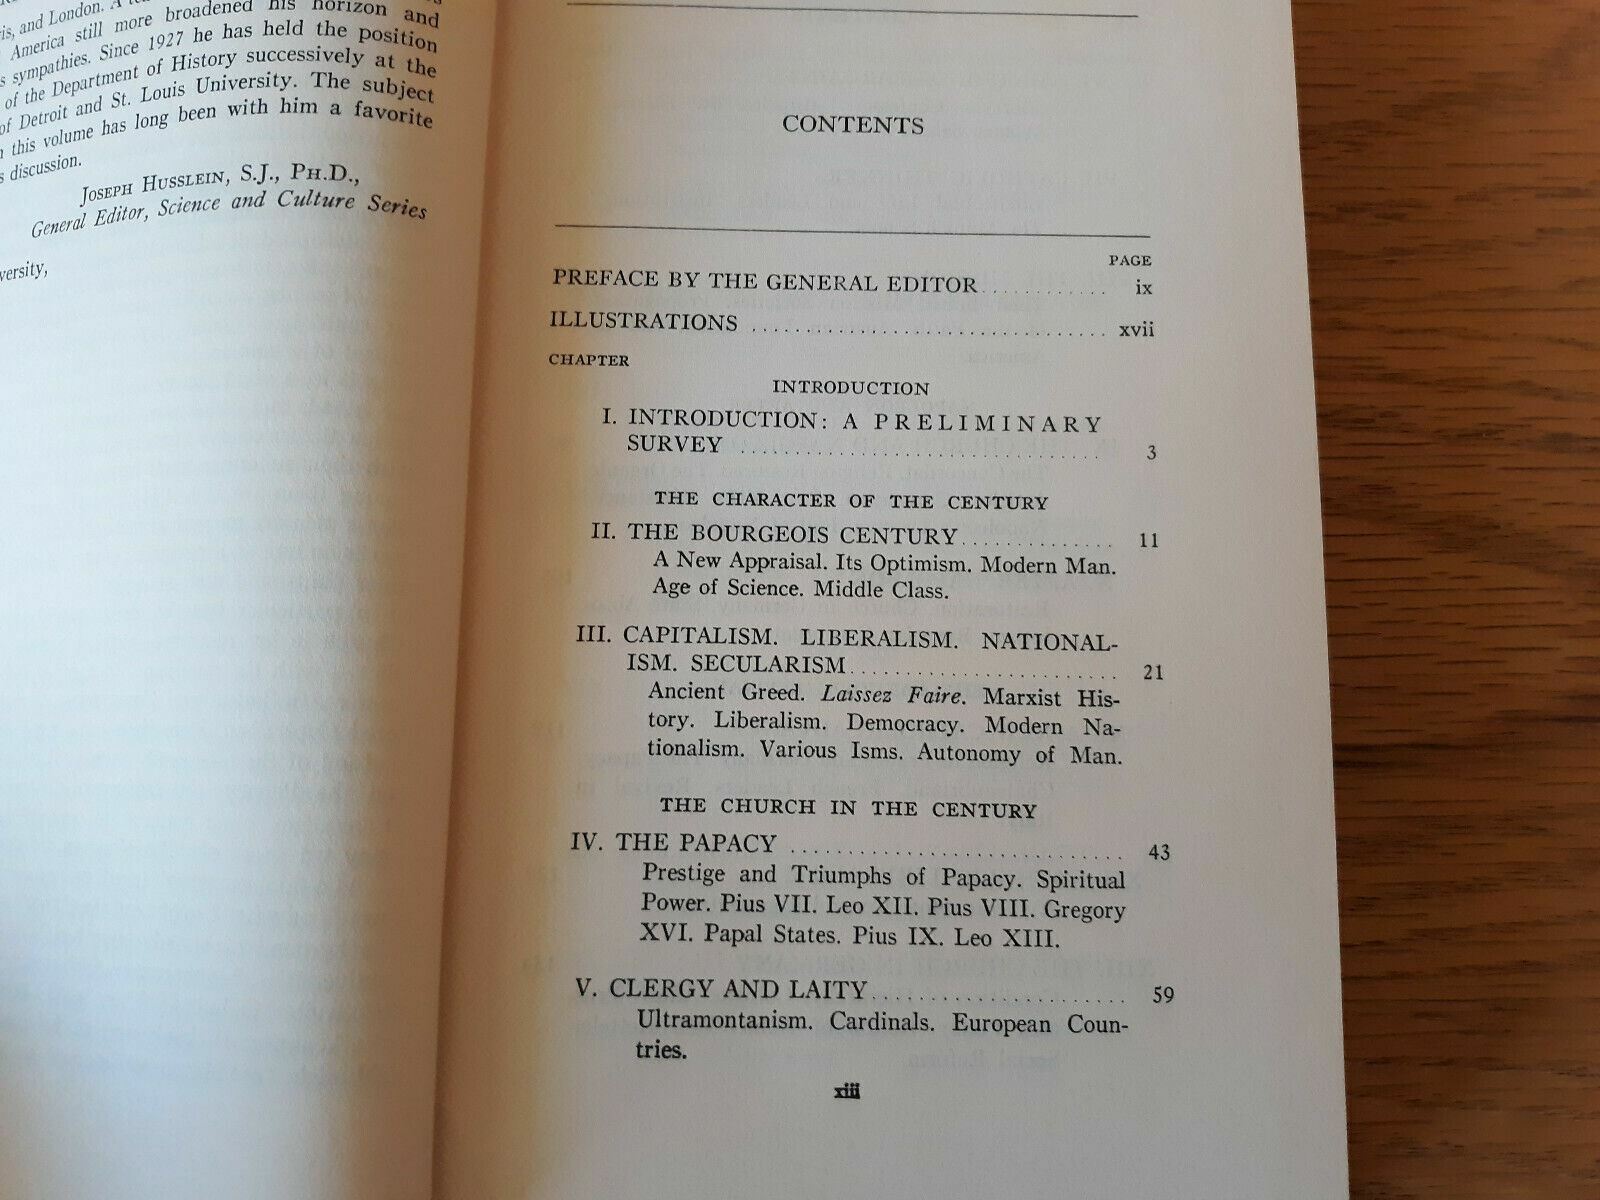 is, and London. A
America still more broadened his horizon and
sympathies. Since 1927 he has held the position
of the Department of History successively at the
of Detroit and St. Louis University. The subject
this volume has long been with him a favorite
discussion.
JOSEPH HUSSLEIN, S.J., PH.D.,
General Editor, Science and Culture Series
versity,
CONTENTS
PAGE
PREFACE BY THE GENERAL EDITOR ............ ix
ILLUSTRATIONS ................................. xvii
CHAPTER
INTRODUCTION
I. INTRODUCTION: A PRELIMINARY
SURVEY .................................. 3
THE CHARACTER OF THE CENTURY
II. THE BOURGEOIS CENTURY.............. 11
A New Appraisal. Its Optimism. Modern Man.
Age of Science. Middle Class.
III. CAPITALISM. LIBERALISM. NATIONAL-
ISM. SECULARISM......................... 21
Ancient Greed. Laissez Faire. Marxist His-
tory. Liberalism. Democracy. Modern Na-
tionalism. Various Isms. Autonomy of Man.
THE CHURCH IN THE CENTURY
IV. THE PAPACY ............................... 43
Prestige and Triumphs of Papacy. Spiritual
Power. Pius VII. Leo XII. Pius VIII. Gregory
XVI. Papal States. Pius IX. Leo XIII.
V. CLERGY AND LAITY........................ 59
Ultramontanism. Cardinals. European Coun-
tries.
xiii